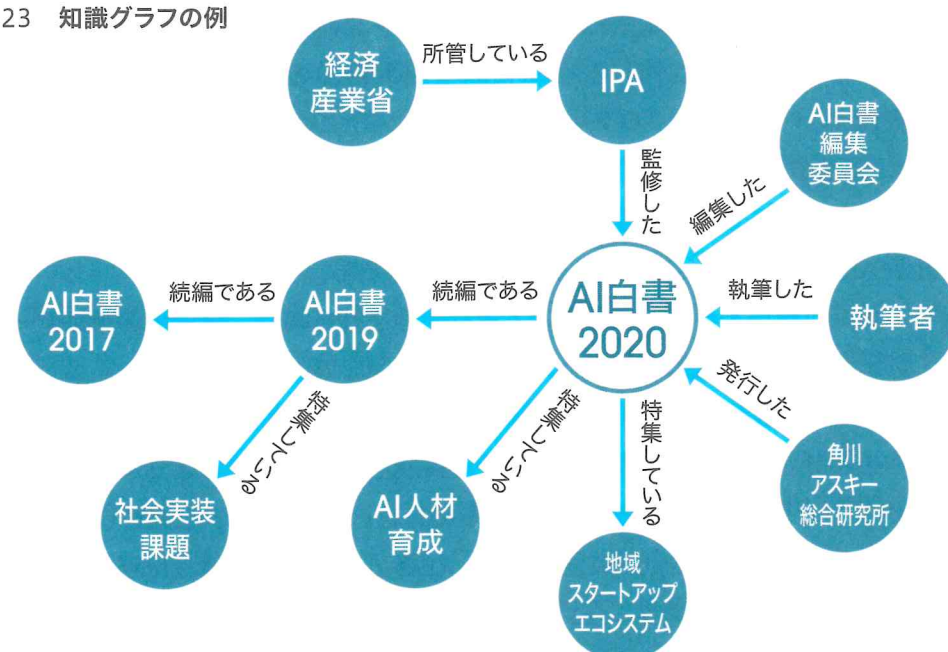 23 知識グラフの例
経済
産業省
所管している
IPA
AI白書
編集
委員会
監修した
編集した
AI白書
2017
続編である
AI白書
2019
続編である
AI白書
2020
執筆した
執筆者
特集している
特集している
特集している
発行した
社会実装
課題
AI人材
育成
地域
スタートアップ
エコシステム
角川
アスキー
総合研究所